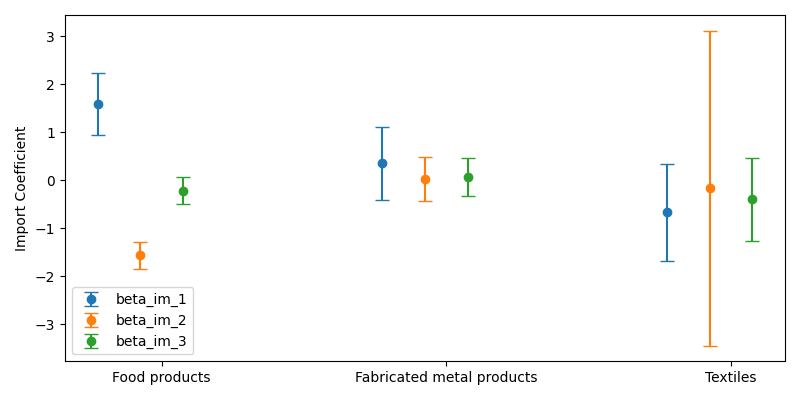 Import Coefficient
3
2
1
0
−1
−2
−3
beta_im_1
beta_im_2
beta_im_3
Food products
Fabricated metal products
Textiles